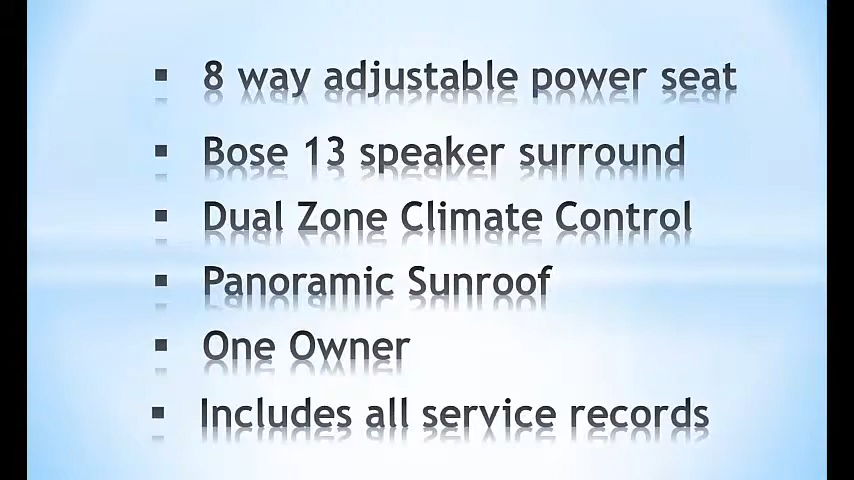 ▪ 8 way adjustable power seat
▪ Bose 13 speaker surround
▪ Dual Zone Climate Control
▪ Panoramic Sunroof
▪ One Owner
▪ Includes all service records